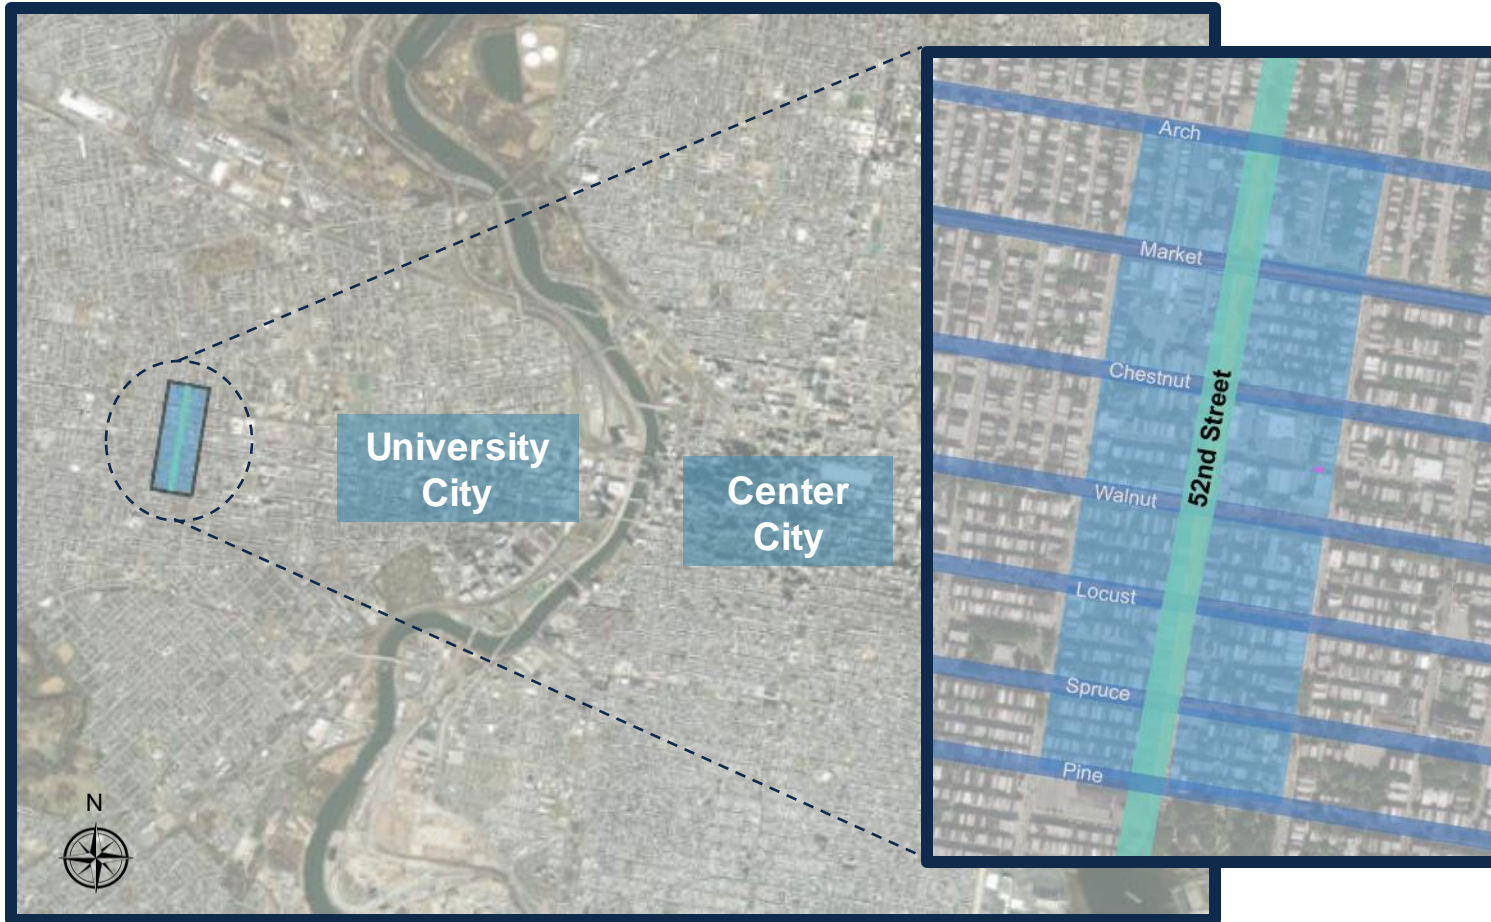 University
City
Center
City
N
Arch
Market
Chestnut
52nd Street
Walnut
Locust
Spruce
Pine